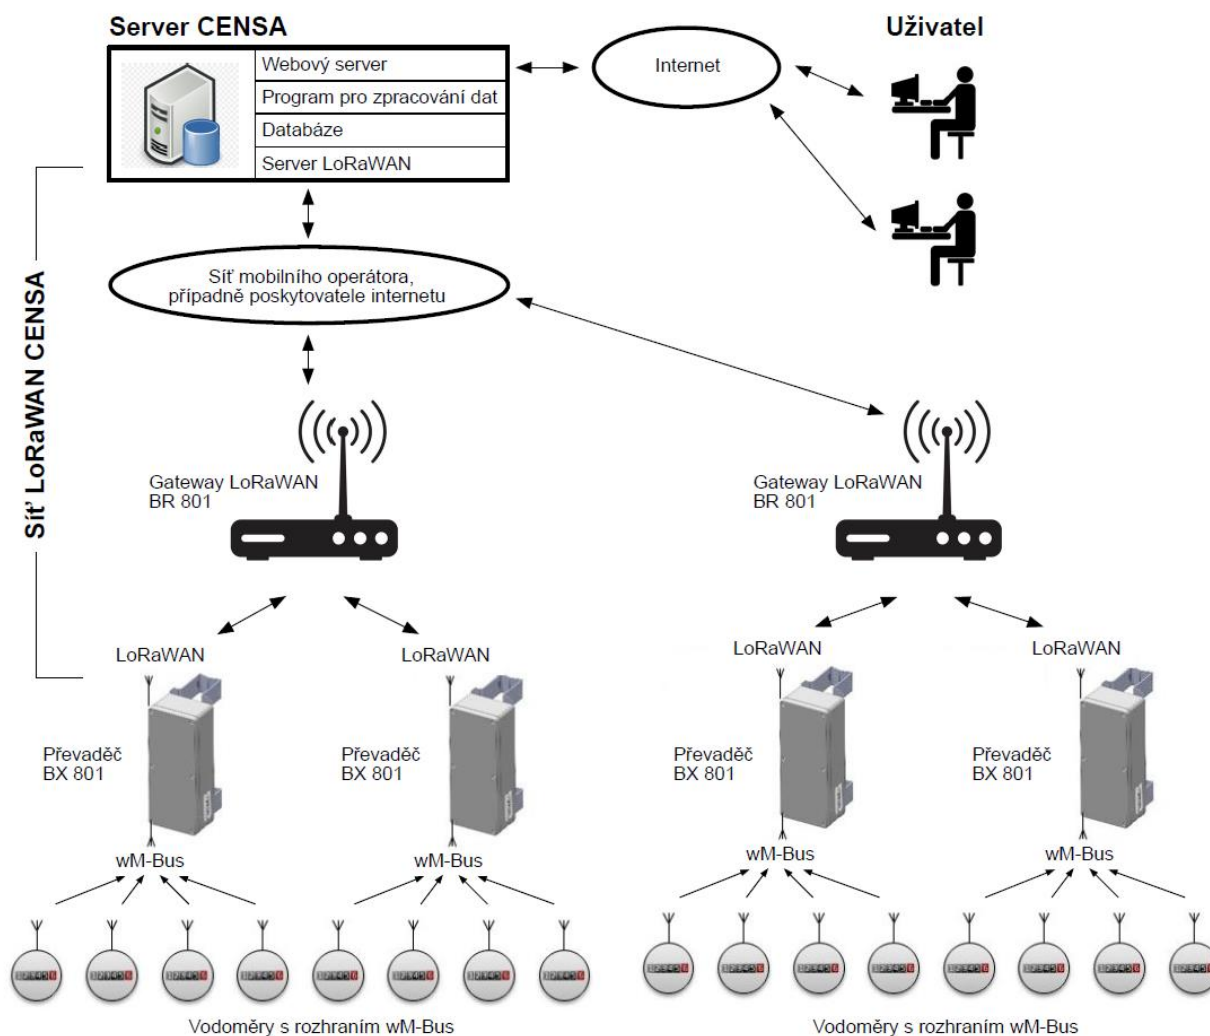 Server CENSA
Uživatel
Webový server
Program pro zpracování dat
Databáze
Server LoRaWAN
Internet
Síť mobilního operátora,
případně poskytovatele internetu
Síť LoRaWAN CENSA
Gateway LoRaWAN
BR 801
Gateway LoRaWAN
BR 801
LoRaWAN
LoRaWAN
LoRaWAN
LoRaWAN
Převaděč
BX 801
Převaděč
BX 801
Převaděč
BX 801
Převaděč
BX 801
wM-Bus
wM-Bus
wM-Bus
wM-Bus
Vodoměry s rozhraním wM-Bus
Vodoměry s rozhraním wM-Bus